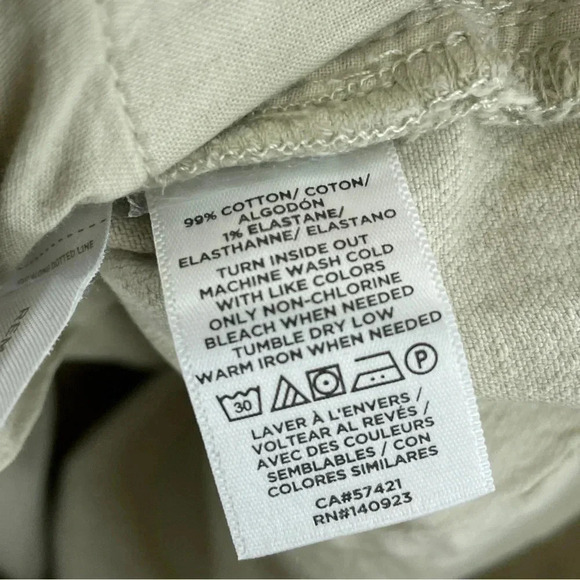 99% COTTON/ COTON/
ALGODÓN
1% ELASTANE/
ELASTHANNE/ ELASTANO
TURN INSIDE OUT
MACHINE WASH COLD
WITH LIKE COLORS
ONLY NON-CHLORINE
BLEACH WHEN NEEDED
TUMBLE DRY LOW
WARM IRON WHEN NEEDED
30 P
LAVER À L'ENVERS /
VOLTEAR AL REVÉS /
AVEC DES COULEURS
SEMBLABLES / CON
COLORES SIMILARES
CA#57421
RN#140923
DOTTED LINE